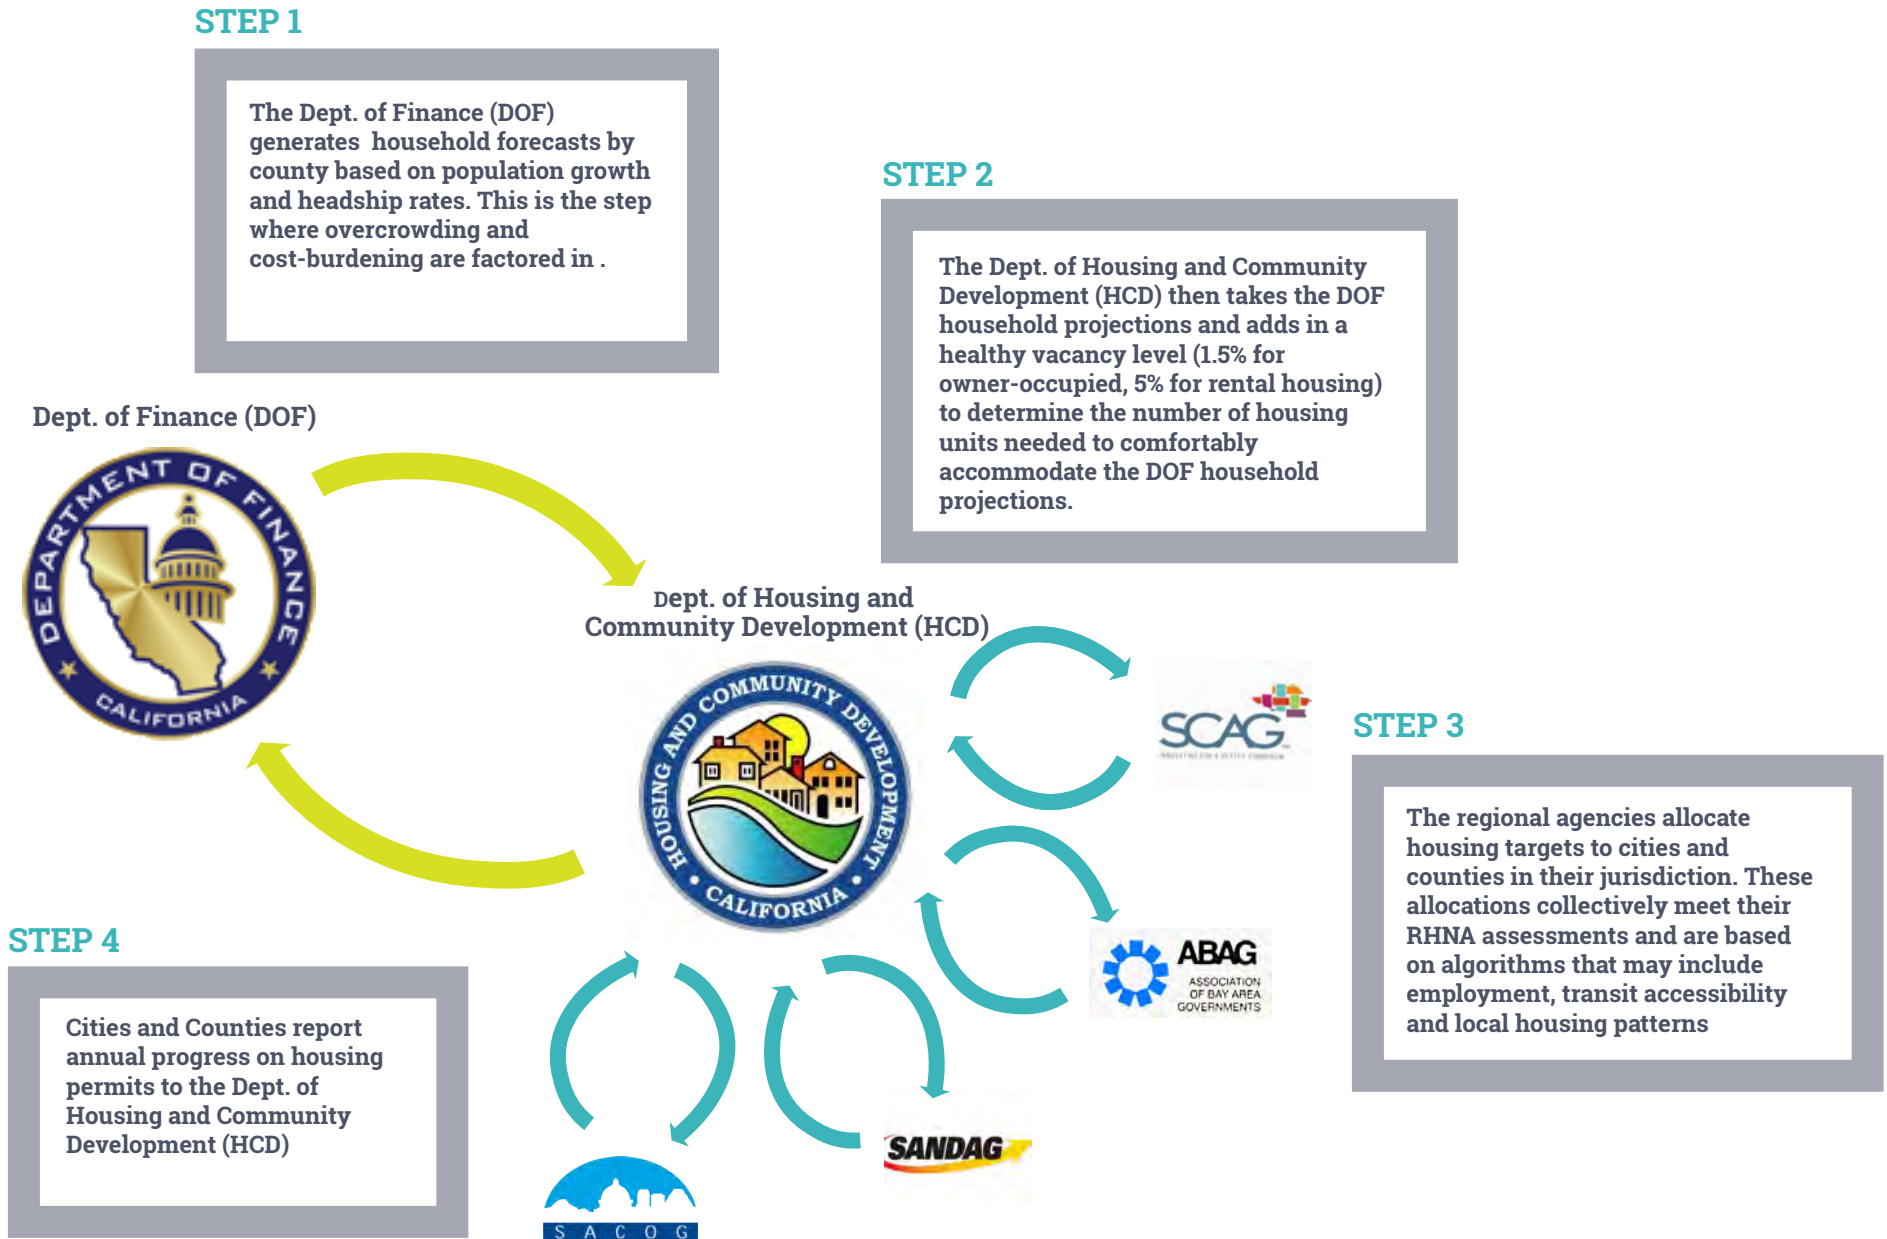 STEP 1
The Dept. of Finance (DOF)
generates household forecasts by
county based on population growth
and headship rates. This is the step
where overcrowding and
cost-burdening are factored in .
STEP 2
The Dept. of Housing and Community
Development (HCD) then takes the DOF
household projections and adds in a
healthy vacancy level (1.5% for
owner-occupied, 5% for rental housing)
to determine the number of housing
units needed to comfortably
accommodate the DOF household
projections.
Dept. of Finance (DOF)
DEPARTMENT OF FINANCE
CALIFORNIA
Dept. of Housing and
Community Development (HCD)
HOUSING AND COMMUNITY DEVELOPMENT
CALIFORNIA
SCAG
STEP 3
The regional agencies allocate
housing targets to cities and
counties in their jurisdiction. These
allocations collectively meet their
RHNA assessments and are based
on algorithms that may include
employment, transit accessibility
and local housing patterns
ABAG
ASSOCIATION
OF BAY AREA
GOVERNMENTS
STEP 4
Cities and Counties report
annual progress on housing
permits to the Dept. of
Housing and Community
Development (HCD)
SANDAG
SACOG